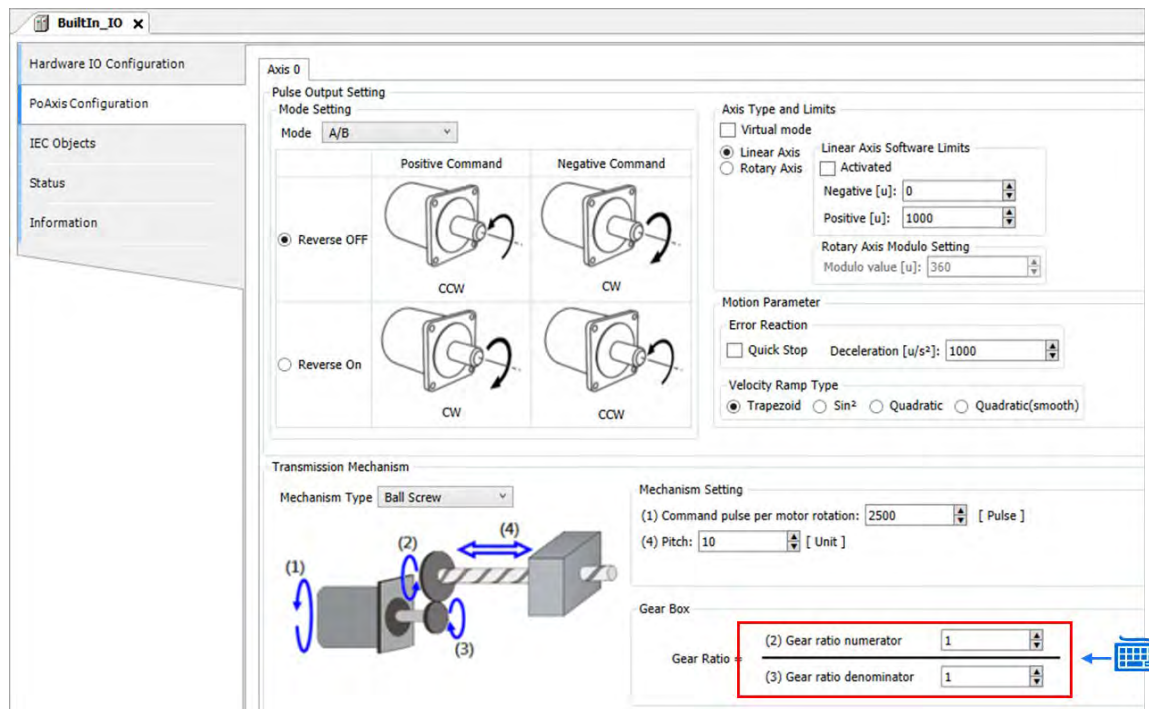 BuiltIn_IO
Hardware IO Configuration
PoAxis Configuration
IEC Objects
Status
Information
Axis 0
Pulse Output Setting
Mode Setting
Mode A/B
Positive Command Negative Command
Reverse OFF
CCW CW
Reverse On
CW CCW
Axis Type and Limits
Virtual mode
Linear Axis
Rotary Axis
Linear Axis Software Limits
Activated
Negative [u]: 0
Positive [u]: 1000
Rotary Axis Modulo Setting
Modulo value [u]: 360
Motion Parameter
Error Reaction
Quick Stop Deceleration [u/s²]: 1000
Velocity Ramp Type
Trapezoid Sin² Quadratic Quadratic(smooth)
Transmission Mechanism
Mechanism Type Ball Screw
(1)
(2)
(4)
(3)
Mechanism Setting
(1) Command pulse per motor rotation: 2500 [ Pulse ]
(4) Pitch: 10 [ Unit ]
Gear Box
Gear Ratio =
(2) Gear ratio numerator 1
(3) Gear ratio denominator 1